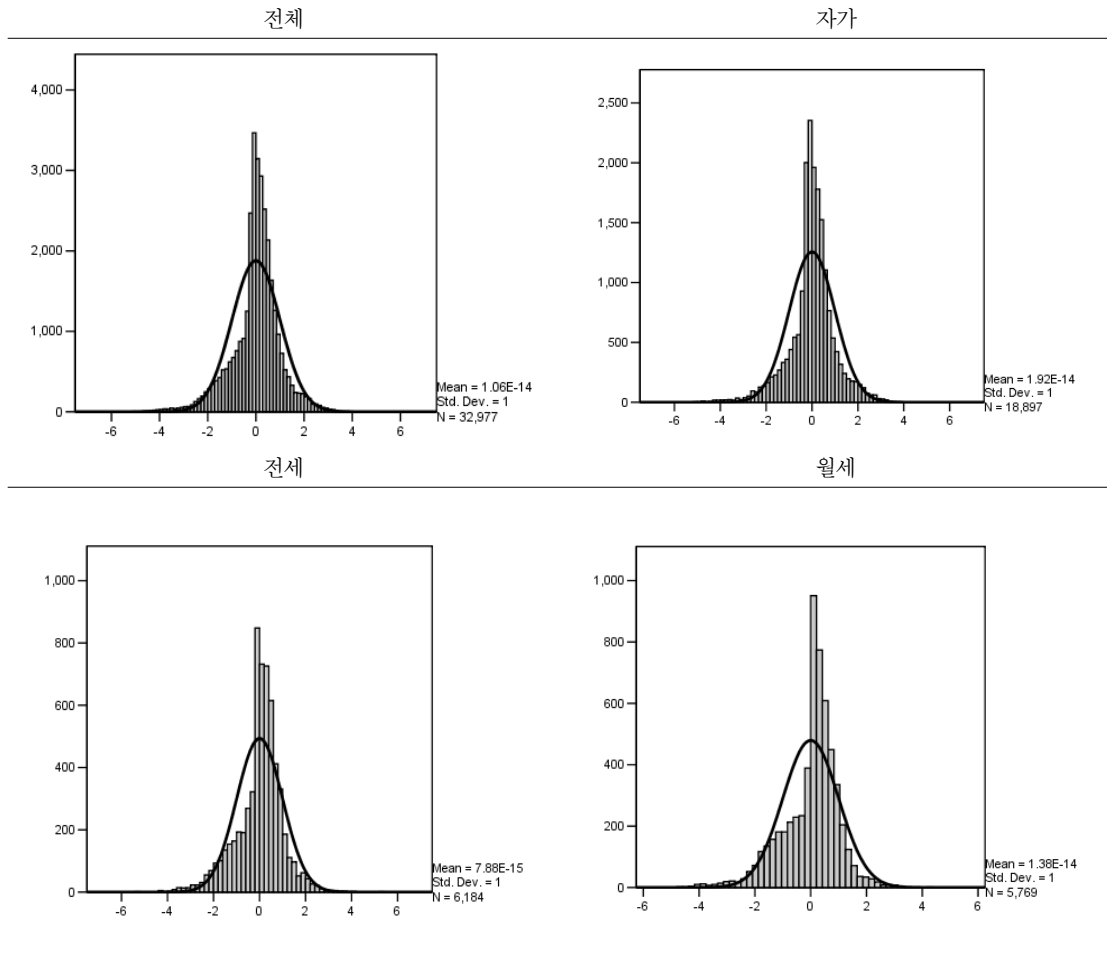 전체
자가
4,000
3,000
2,000
1,000
0
-6 -4 -2 0 2 4 6
Mean = 1.06E-14
Std. Dev. = 1
N = 32,977
2,500
2,000
1,500
1,000
500
0
-6 -4 -2 0 2 4 6
Mean = 1.92E-14
Std. Dev. = 1
N = 18,897
전세
월세
1,000
800
600
400
200
0
-6 -4 -2 0 2 4 6
Mean = 7.88E-15
Std. Dev. = 1
N = 6,184
1,000
800
600
400
200
0
-6 -4 -2 0 2 4 6
Mean = 1.38E-14
Std. Dev. = 1
N = 5,769